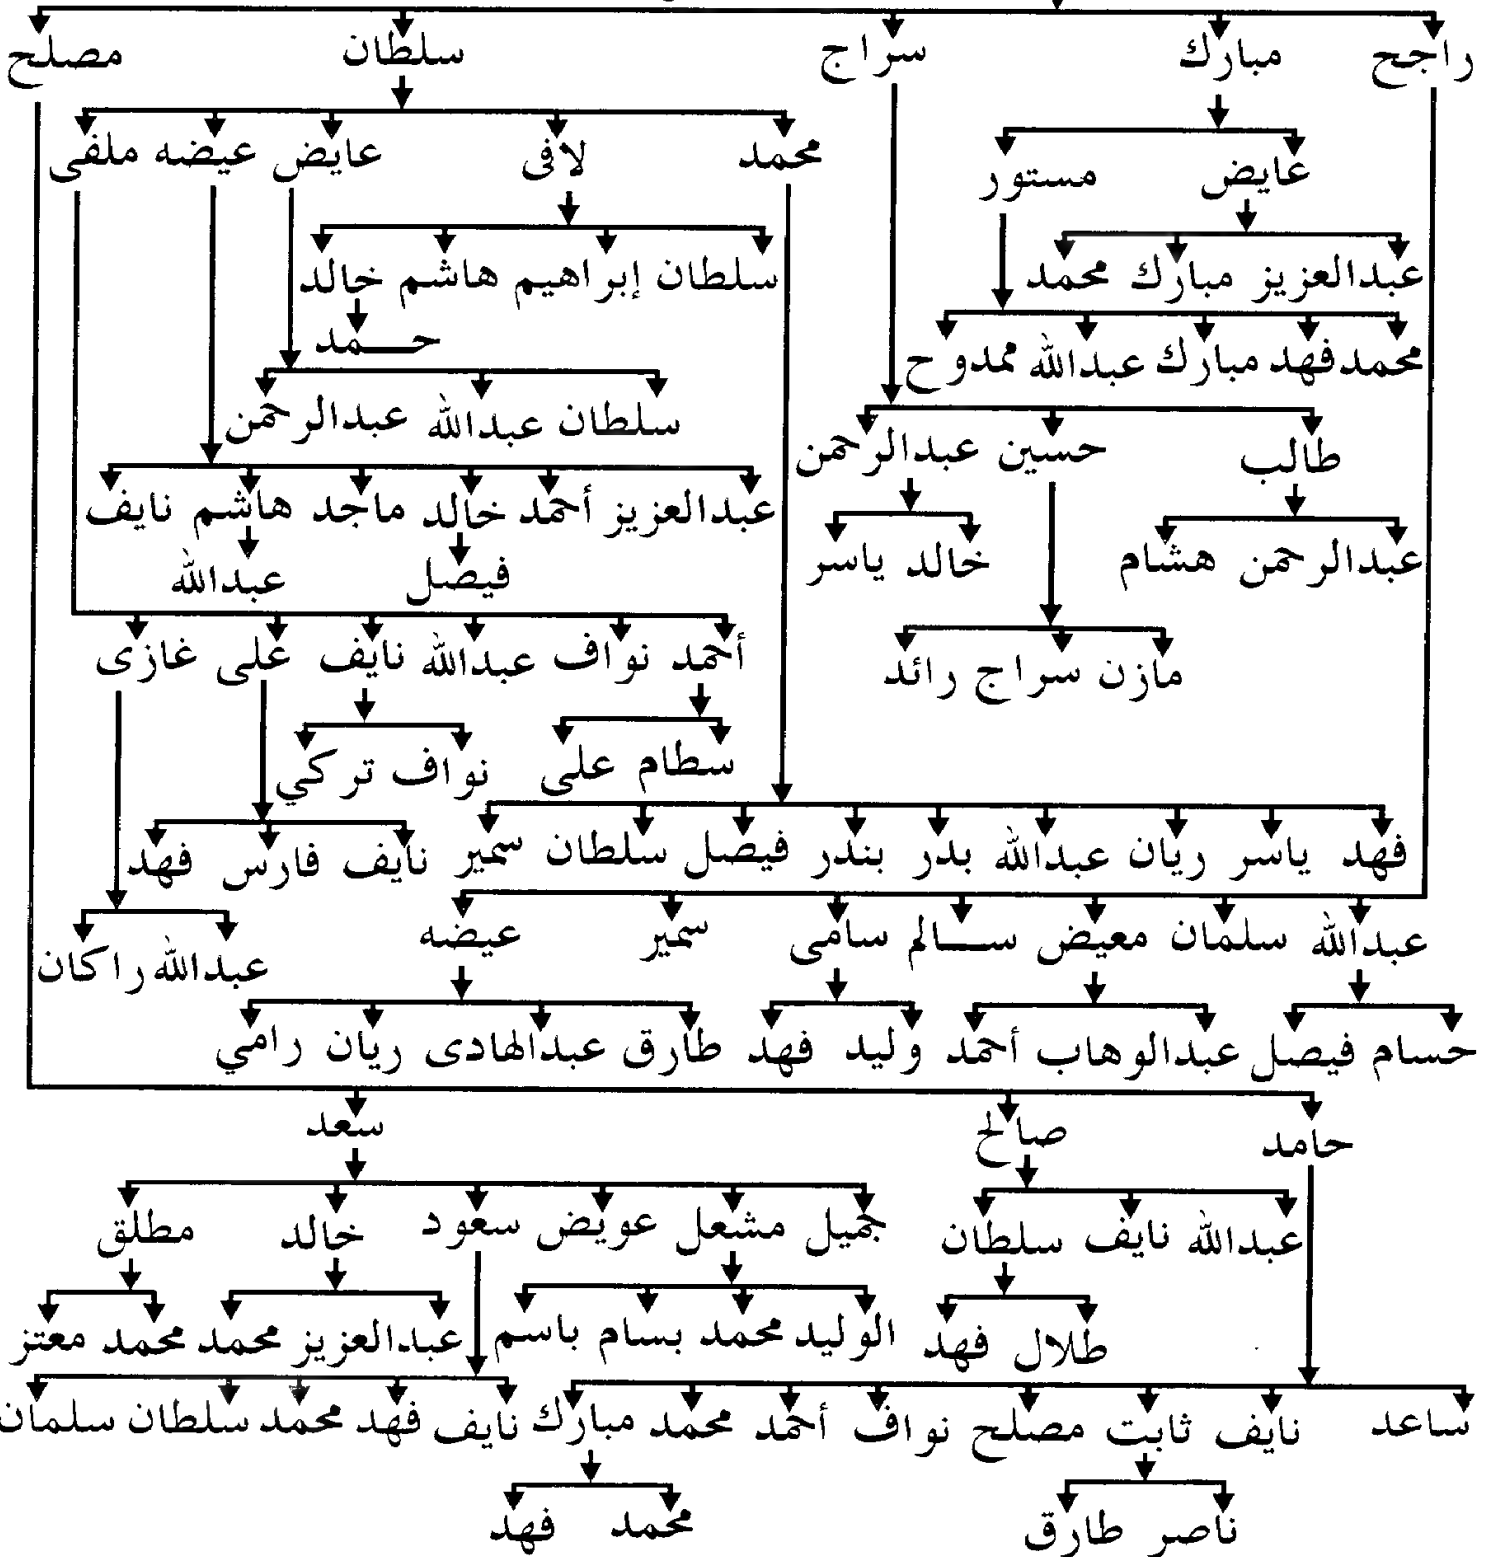 راجح مبارك سراج سلطان مصلح
محمد لافى عايض عيضه ملفى
عايض مستور
سلطان إبراهيم هاشم خالد
عبدالعزيز مبارك محمد
حـــمد
محمد فهد مبارك عبدالله ممدوح
سلطان عبدالله عبدالرحمن
طالب حسين عبدالرحمن
عبدالعزيز أحمد خالد ماجد هاشم نايف
عبدالرحمن هشام خالد ياسر
فيصل عبدالله
أحمد نواف عبدالله نايف على غازى
مازن سراج رائد
سطام على نواف تركي
فهد ياسر ريان عبدالله بدر بندر فيصل سلطان سمير
نايف فارس فهد
عبدالله سلمان معيض ســـالم سامى سمير عيضه
عبدالله راكان
حسام فيصل عبدالوهاب أحمد وليد فهد طارق عبدالهادى ريان رامي
حامد صالح سعد
عبدالله نايف سلطان جميل مشعل عويض سعود خالد مطلق
طلال فهد الوليد محمد بسام باسم عبدالعزيز محمد محمد معتز
ساعد نايف ثابت مصلح نواف أحمد محمد مبارك نايف فهد محمد سلطان سلمان
ناصر طارق محمد فهد